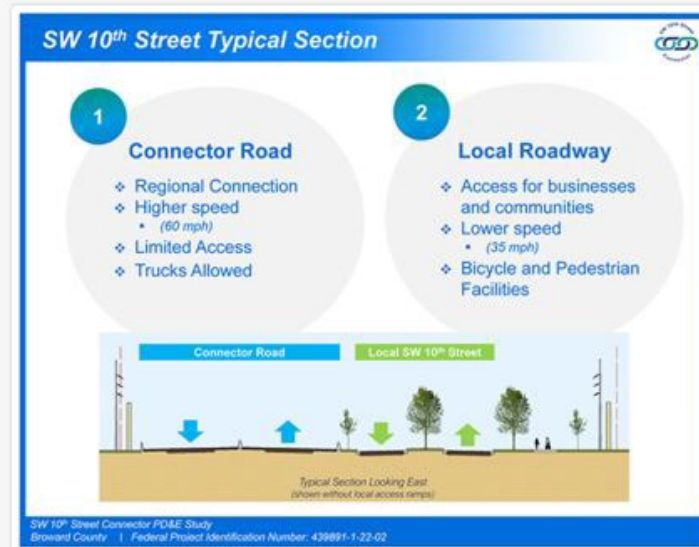 SW 10th Street Typical Section
1
Connector Road
❖ Regional Connection
❖ Higher speed
▪ (60 mph)
❖ Limited Access
❖ Trucks Allowed
2
Local Roadway
❖ Access for businesses
and communities
❖ Lower speed
▪ (35 mph)
❖ Bicycle and Pedestrian
Facilities
Connector Road
Local SW 10th Street
Typical Section Looking East
(shown without local access ramps)
SW 10th Street Connector PD&E Study
Broward County | Federal Project Identification Number: 439891-1-22-02